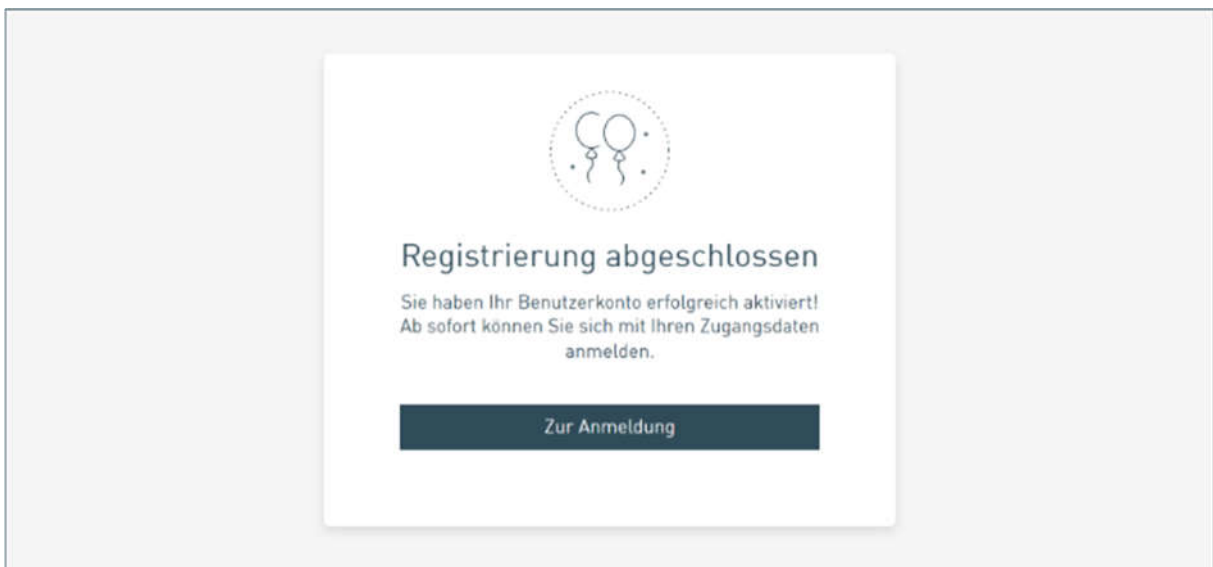 Registrierung abgeschlossen
Sie haben Ihr Benutzerkonto erfolgreich aktiviert!
Ab sofort können Sie sich mit Ihren Zugangsdaten
anmelden.
Zur Anmeldung